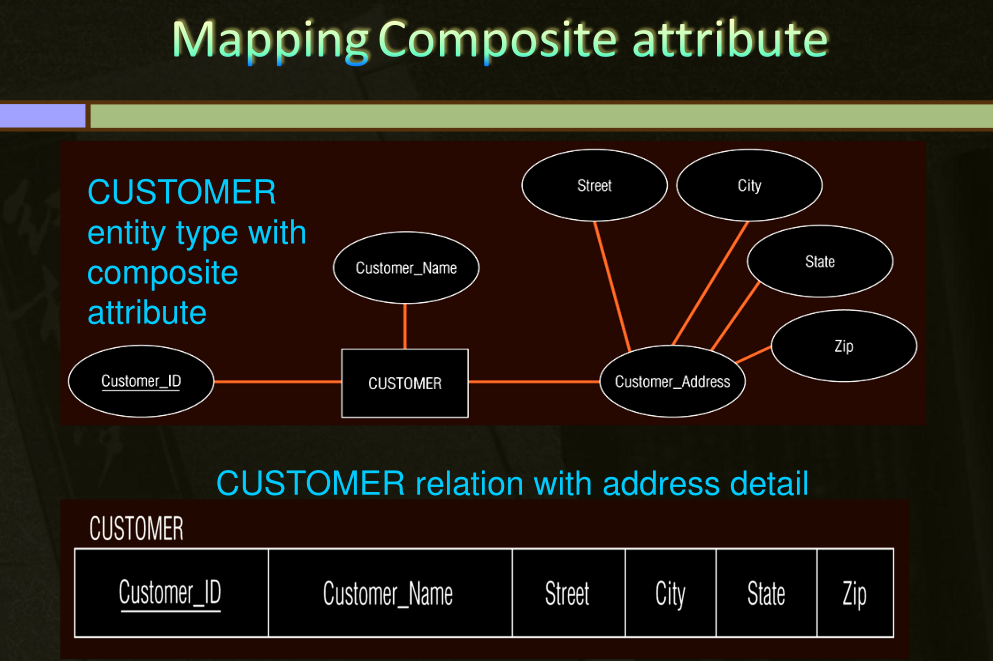 Mapping Composite attribute
CUSTOMER
entity type with
composite
attribute
Street
City
Customer_Name
State
Zip
Customer_ID
CUSTOMER
Customer_Address
CUSTOMER relation with address detail
CUSTOMER
Customer_ID Customer_Name Street City State Zip